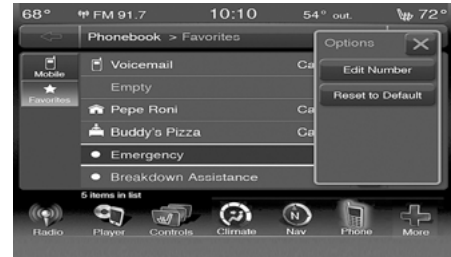 68° FM 91.7 10:10 54° out. 72°
Phonebook > Favorites
Options
Mobile
Voicemail Ca
Edit Number
Favorites
Empty
Reset to Default
Pepe Roni Ca
Buddy's Pizza Ca
Emergency
Breakdown Assistance
5 items in list
N
Radio Player Controls Climate Nav Phone More